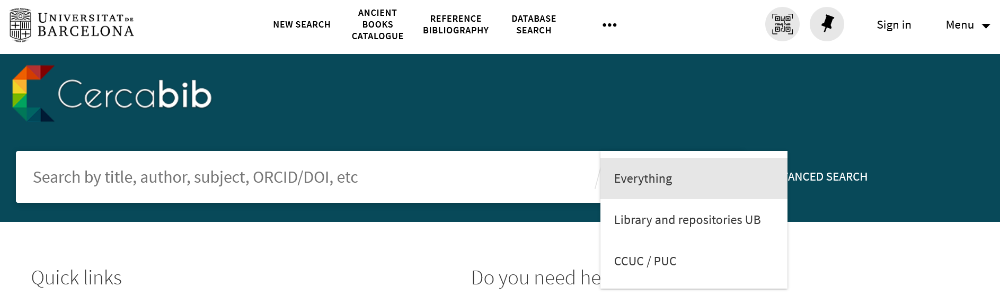 UNIVERSITAT DE
BARCELONA
NEW SEARCH
ANCIENT
BOOKS
CATALOGUE
REFERENCE
BIBLIOGRAPHY
DATABASE
SEARCH
Sign in
Menu
Cercabib
Search by title, author, subject, ORCID/DOI, etc
Everything
Library and repositories UB
CCUC / PUC
VANCED SEARCH
Quick links
Do you need he